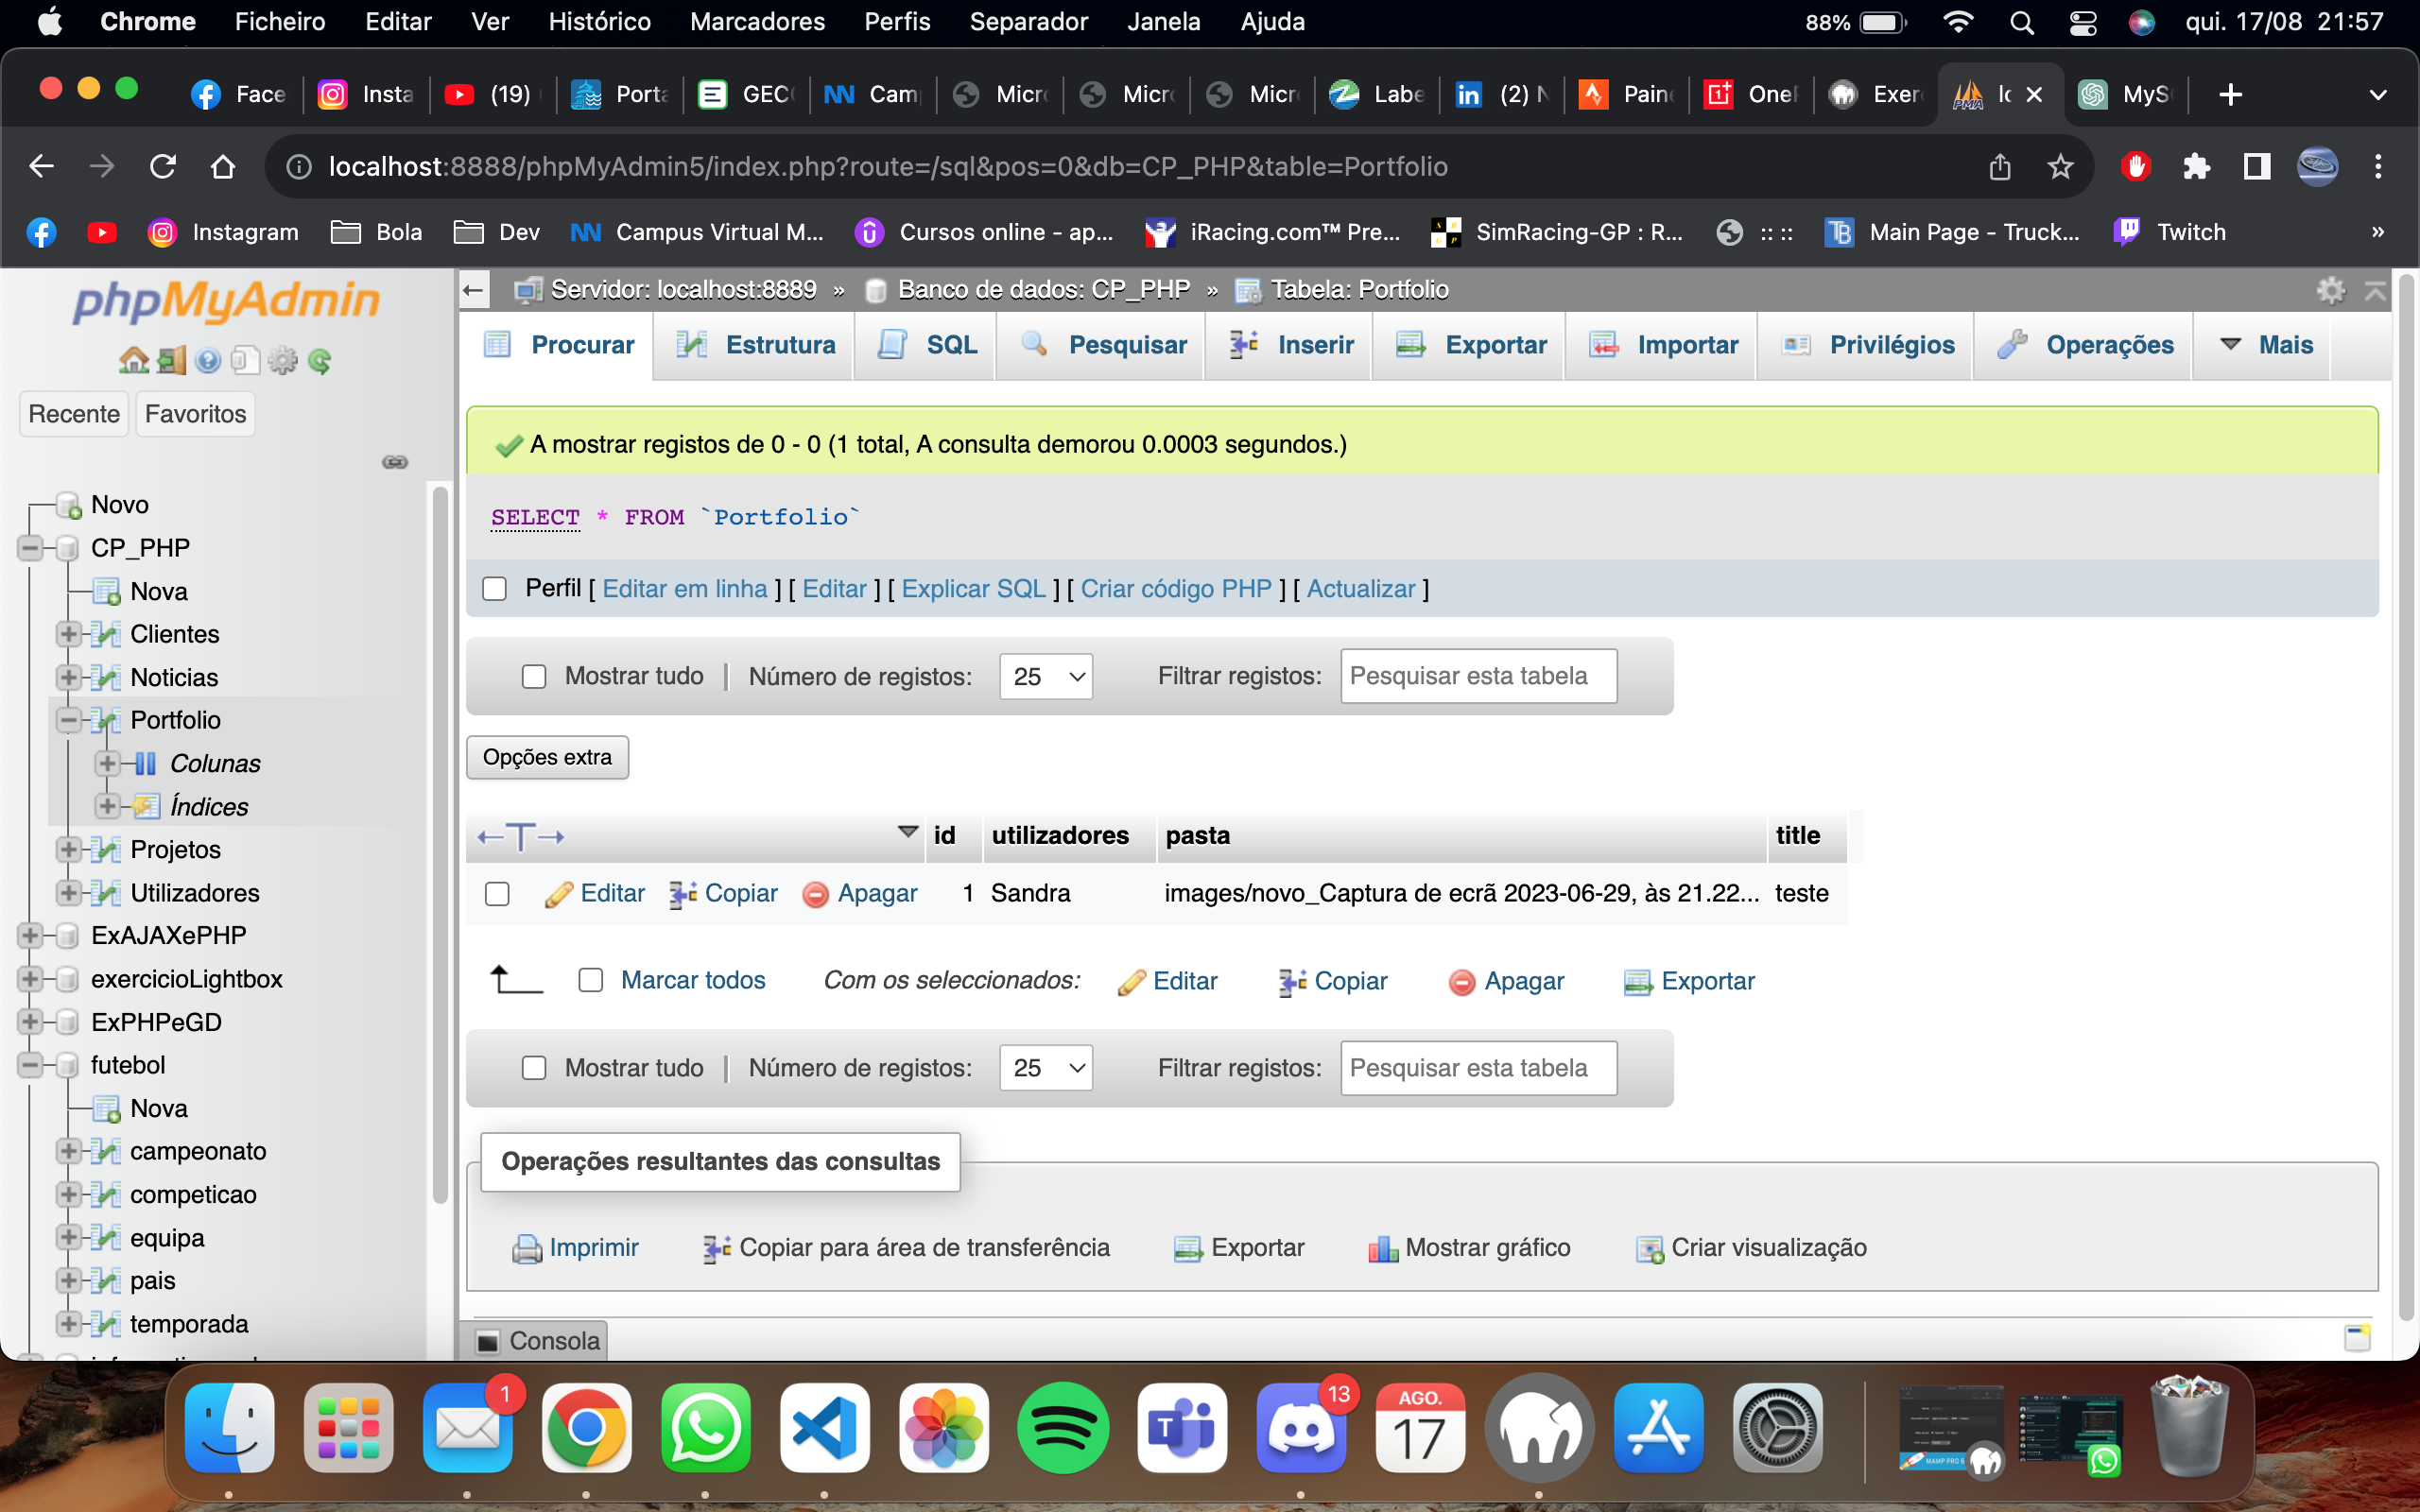 Chrome Ficheiro Editar Ver Histórico Marcadores Perfis Separador Janela Ajuda 88% qui. 17/08 21:57
Face Insta (19) Porta GECO Cam Micro Micro Micr Labe (2) N Pain OneP Exer lo MyS
localhost:8888/phpMyAdmin5/index.php?route=/sql&pos=0&db=CP_PHP&table=Portfolio
Instagram Bola Dev Campus Virtual M... Cursos online - ap... iRacing.com™ Pre... SimRacing-GP : R... :: :: Main Page - Truck... Twitch »
phpMyAdmin
Recente Favoritos
Novo
CP_PHP
Nova
Clientes
Noticias
Portfolio
Colunas
Índices
Projetos
Utilizadores
ExAJAXePHP
exercicioLightbox
ExPHPeGD
futebol
Nova
campeonato
competicao
equipa
pais
temporada
Servidor: localhost:8889 » Banco de dados: CP_PHP » Tabela: Portfolio
Procurar Estrutura SQL Pesquisar Inserir Exportar Importar Privilégios Operações Mais
A mostrar registos de 0 - 0 (1 total, A consulta demorou 0.0003 segundos.)
SELECT * FROM `Portfolio`
Perfil [ Editar em linha ] [ Editar ] [ Explicar SQL ] [ Criar código PHP ] [ Actualizar ]
Mostrar tudo | Número de registos: 25 Filtrar registos: Pesquisar esta tabela
Opções extra
id utilizadores pasta title
Editar Copiar Apagar 1 Sandra images/novo_Captura de ecrã 2023-06-29, às 21.22... teste
Marcar todos Com os seleccionados: Editar Copiar Apagar Exportar
Mostrar tudo | Número de registos: 25 Filtrar registos: Pesquisar esta tabela
Operações resultantes das consultas
Imprimir Copiar para área de transferência Exportar Mostrar gráfico Criar visualização
Consola
1 13 AGO. 17
MAMP PRO 6